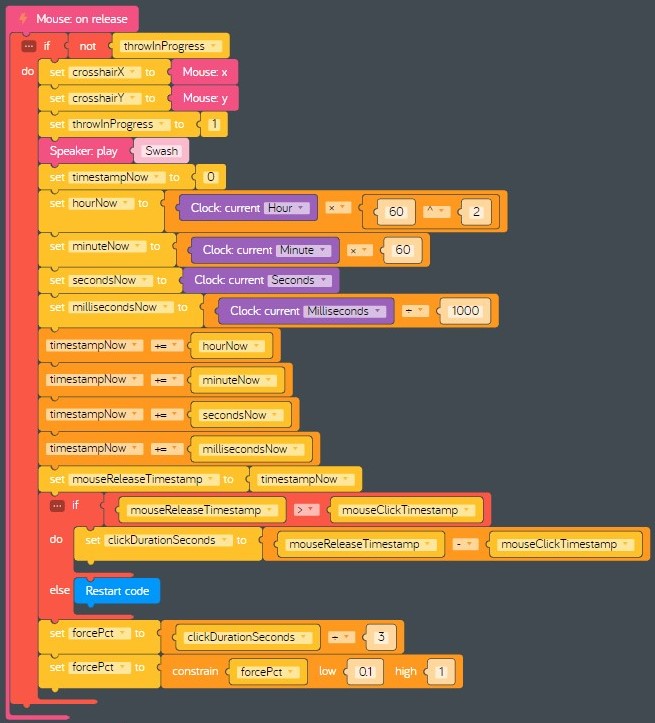 Mouse: on release
if not throwInProgress
do set crosshairX to Mouse: x
set crosshairY to Mouse: y
set throwInProgress to 1
Speaker: play Swash
set timestampNow to 0
set hourNow to Clock: current Hour × 60 ^ 2
set minuteNow to Clock: current Minute × 60
set secondsNow to Clock: current Seconds
set millisecondsNow to Clock: current Milliseconds ÷ 1000
timestampNow += hourNow
timestampNow += minuteNow
timestampNow += secondsNow
timestampNow += millisecondsNow
set mouseReleaseTimestamp to timestampNow
if mouseReleaseTimestamp > mouseClickTimestamp
do set clickDurationSeconds to mouseReleaseTimestamp - mouseClickTimestamp
else Restart code
set forcePct to clickDurationSeconds ÷ 3
set forcePct to constrain forcePct low 0.1 high 1